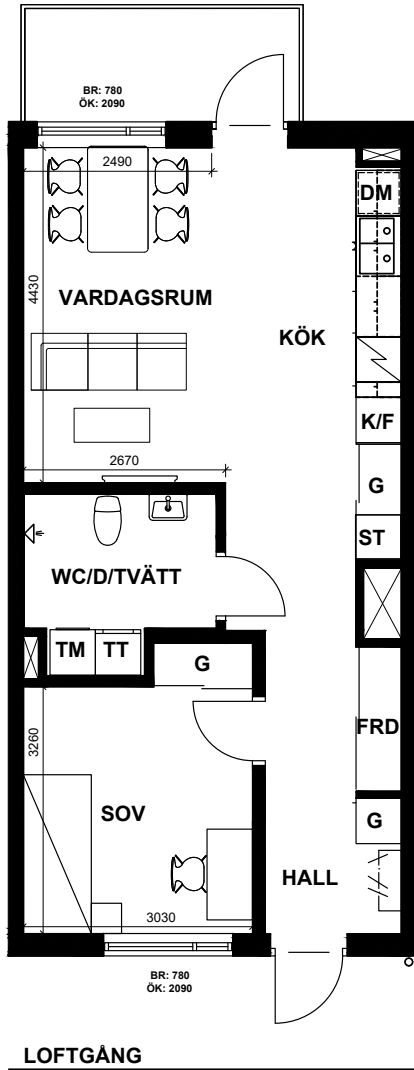 BR: 780
ÖK: 2090
2490
DM
4430
VARDAGSRUM
KÖK
K/F
2670
G
ST
WC/D/TVÄTT
TM
TT
G
3260
FRD
SOV
G
HALL
3030
BR: 780
ÖK: 2090
LOFTGÅNG